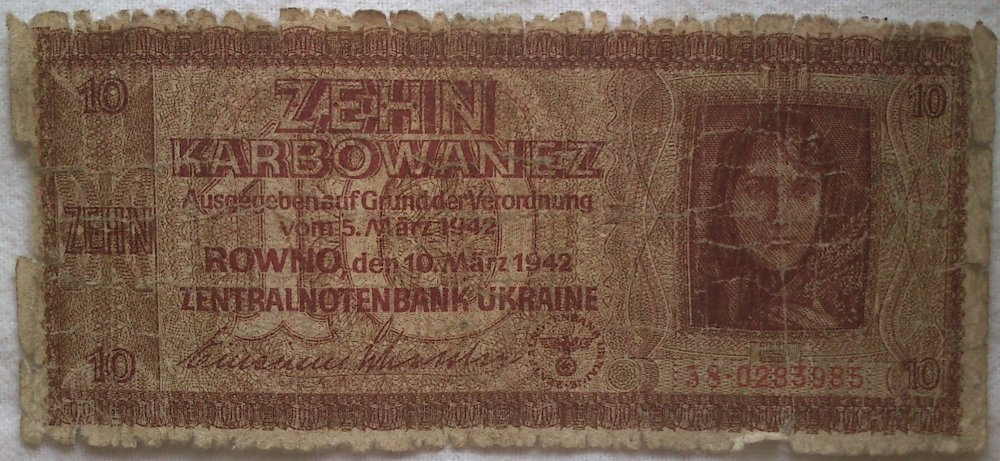 10
10
ZEHN
KARBOWANEZ
Ausgegeben auf Grund der Verordnung
vom 5. März 1942
ZEHN
ROWNO, den 10. März 1942
ZENTRALNOTENBANK UKRAINE
10
38·0283985
10
10